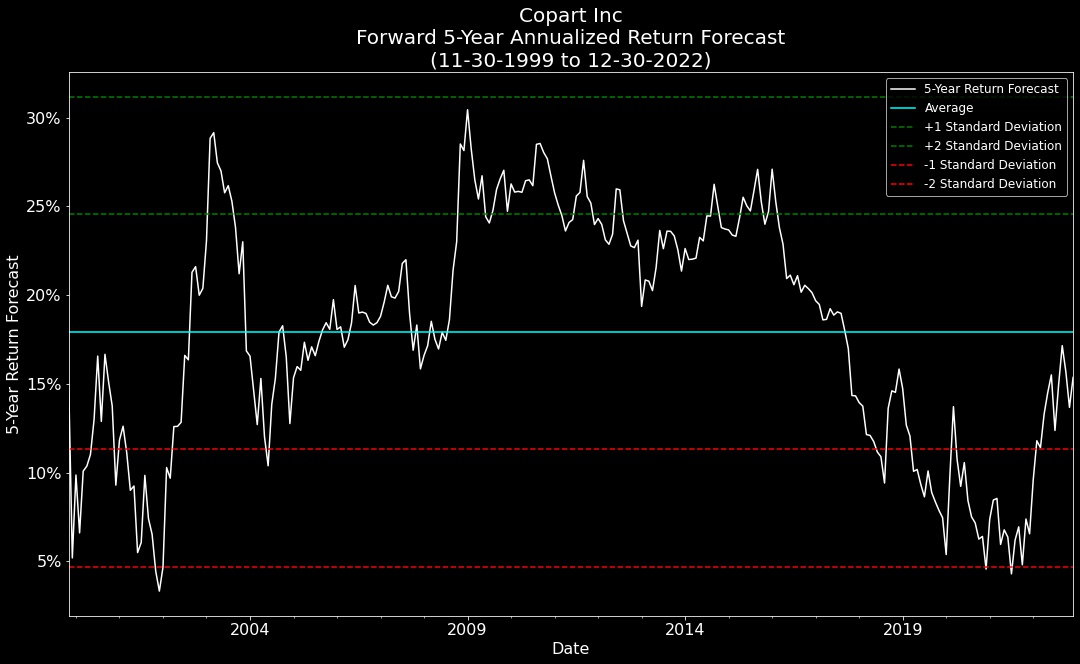 Copart Inc
Forward 5-Year Annualized Return Forecast
(11-30-1999 to 12-30-2022)
5-Year Return Forecast
Average
+1 Standard Deviation
+2 Standard Deviation
-1 Standard Deviation
-2 Standard Deviation
30%
25%
20%
15%
10%
5%
5-Year Return Forecast
2004
2009
2014
2019
Date